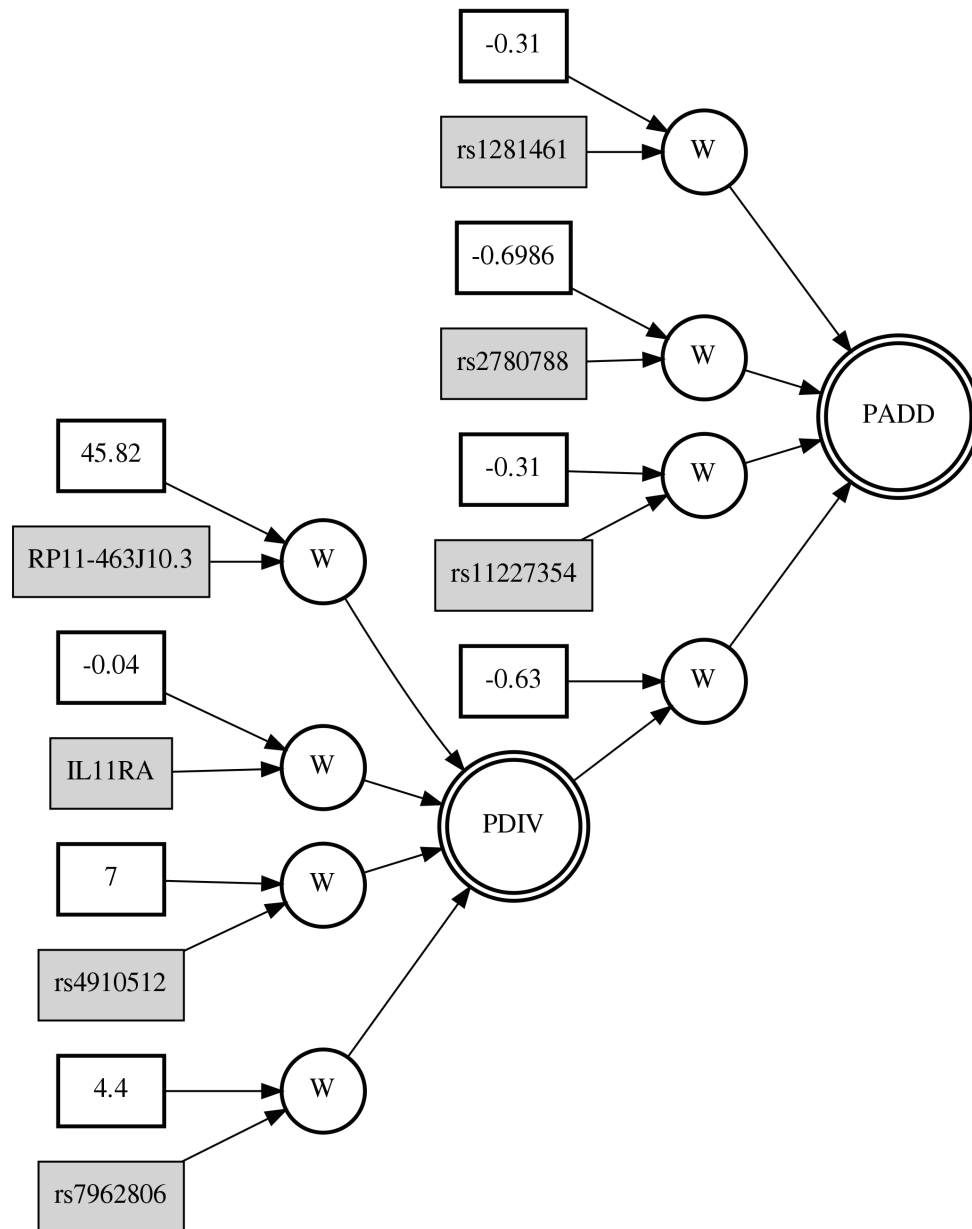 -0.31
rs1281461
W
-0.6986
rs2780788
W
PADD
45.82
-0.31
W
RP11-463J10.3
W
rs11227354
-0.04
-0.63
W
IL11RA
W
PDIV
7
W
rs4910512
4.4
W
rs7962806